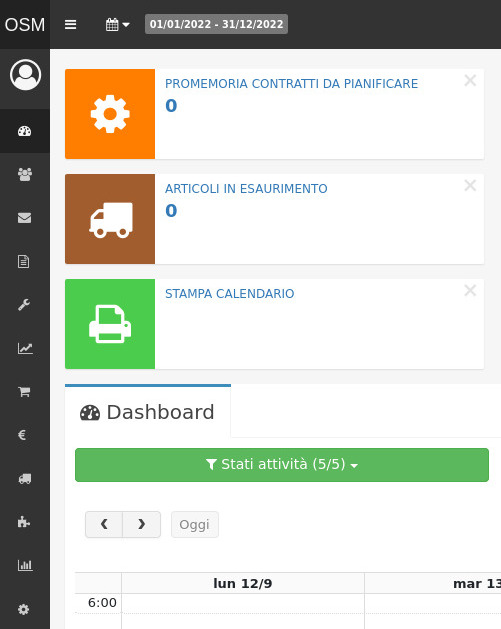 OSM
01/01/2022 - 31/12/2022
PROMEMORIA CONTRATTI DA PIANIFICARE
0
ARTICOLI IN ESAURIMENTO
0
STAMPA CALENDARIO
Dashboard
Stati attività (5/5)
Oggi
lun 12/9 mar 13
6:00